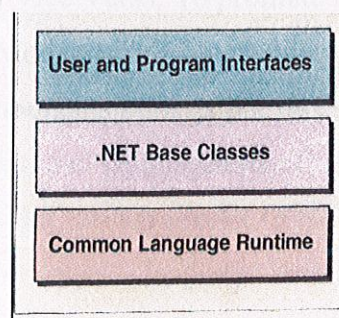 User and Program Interfaces
.NET Base Classes
Common Language Runtime